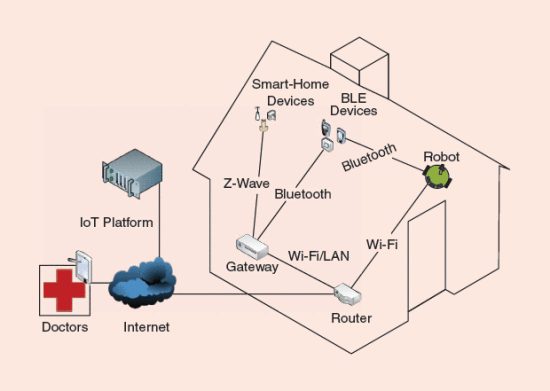 Smart-Home
Devices
BLE
Devices
Bluetooth
Robot
Z-Wave
Bluetooth
IoT Platform
Wi-Fi
Wi-Fi/LAN
Gateway
Router
Doctors
Internet